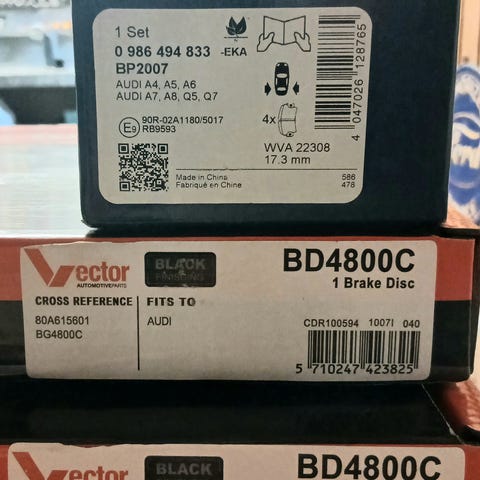 1 Set
0 986 494 833 -EKA
BP2007
AUDI A4, A5, A6
AUDI A7, A8, Q5, Q7
E9 90R-02A1180/5017
RB9593
4x
WVA 22308
17.3 mm
Made in China
Fabriqué en Chine
586
478
4 047026 128765
Vector
AUTOMOTIVE PARTS
BLACK
FINISHING
BD4800C
1 Brake Disc
CROSS REFERENCE
FITS TO
80A615601
AUDI
BG4800C
CDR100594 1007I 040
5 710247 423825
Vector
BLACK
BD4800C